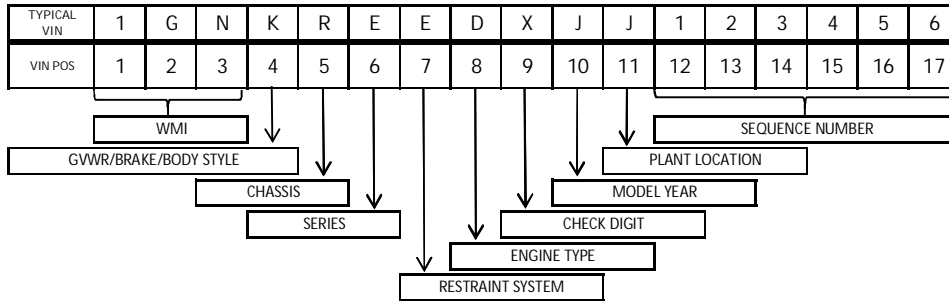 TYPICAL VIN 1 G N K R E E D X J J 1 2 3 4 5 6
VIN POS 1 2 3 4 5 6 7 8 9 10 11 12 13 14 15 16 17
WMI SEQUENCE NUMBER
GVWR/BRAKE/BODY STYLE PLANT LOCATION
CHASSIS MODEL YEAR
SERIES CHECK DIGIT
ENGINE TYPE
RESTRAINT SYSTEM